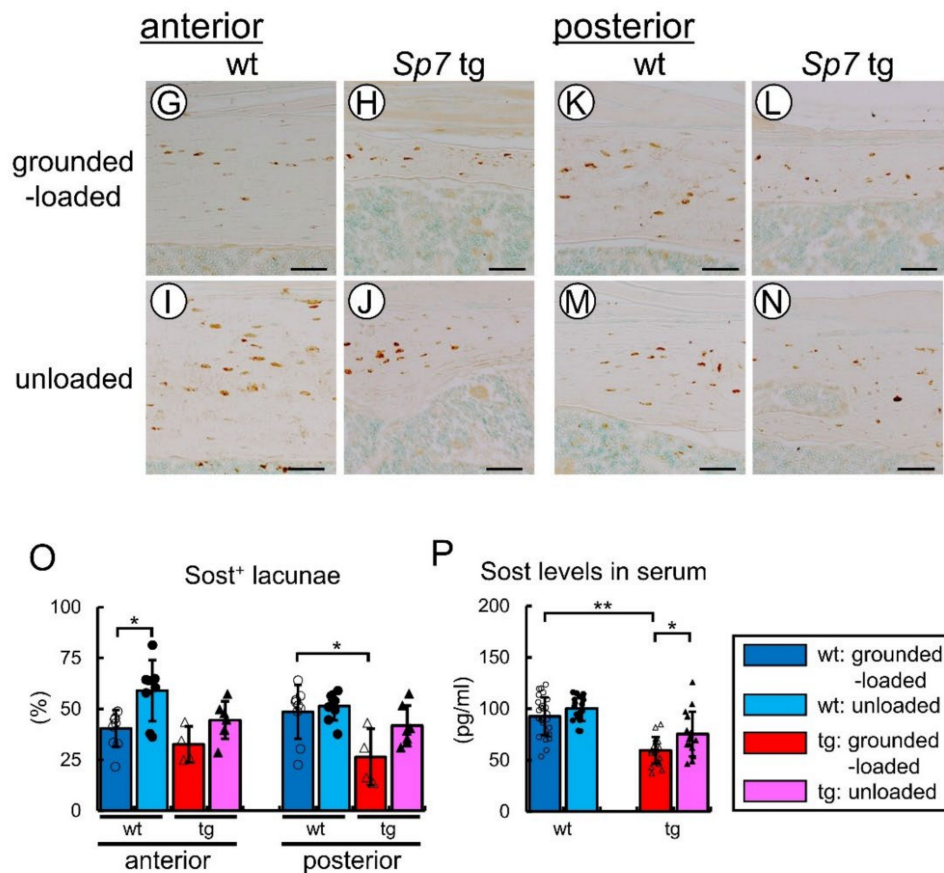 anterior posterior
wt Sp7 tg wt Sp7 tg
G H K L
grounded
-loaded
I J M N
unloaded
O
Sost+ lacunae
100
75
50
25
0
(%)
*
*
wt tg wt tg
anterior posterior
P
Sost levels in serum
200
150
100
50
0
(pg/ml)
**
*
wt tg
wt: grounded
-loaded
wt: unloaded
tg: grounded
-loaded
tg: unloaded